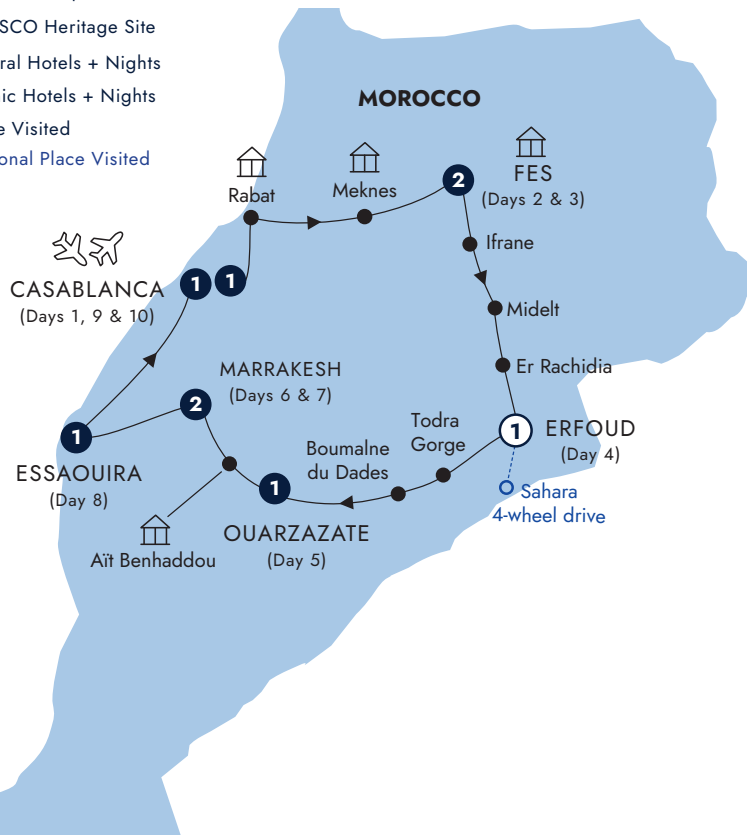 SCO Heritage Site
ral Hotels + Nights
ic Hotels + Nights
e Visited
onal Place Visited
MOROCCO
Rabat
Meknes
2
FES
(Days 2 & 3)
Ifrane
CASABLANCA
(Days 1, 9 & 10)
1
1
Midelt
MARRAKESH
(Days 6 & 7)
2
Er Rachidia
1
ESSAOUIRA
(Day 8)
Todra
Gorge
1
ERFOUD
(Day 4)
Boumalne
du Dades
1
OUARZAZATE
(Day 5)
Sahara
4-wheel drive
Aït Benhaddou